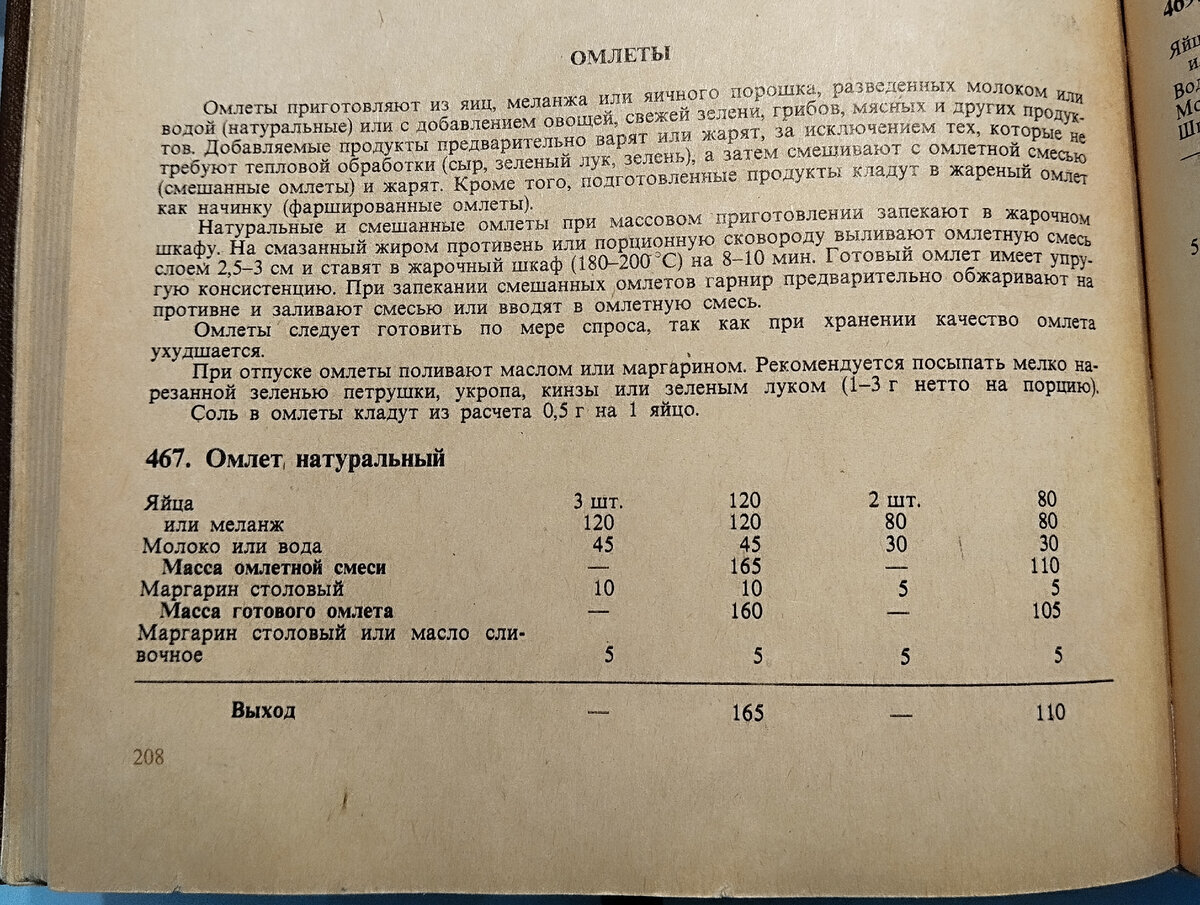 ОМЛЕТЫ
Омлеты приготовляют из яиц, меланжа или яичного порошка, разведенных молоком или
водой (натуральные) или с добавлением овощей, свежей зелени, грибов, мясных и других продук-
тов. Добавляемые продукты предварительно варят или жарят, за исключением тех, которые не
требуют тепловой обработки (сыр, зеленый лук, зелень), а затем смешивают с омлетной смесью
(смешанные омлеты) и жарят. Кроме того, подготовленные продукты кладут в жареный омлет
как начинку (фаршированные омлеты).
Натуральные и смешанные омлеты при массовом приготовлении запекают в жарочном
шкафу. На смазанный жиром противень или порционную сковороду выливают омлетную смесь
слоем 2,5–3 см и ставят в жарочный шкаф (180–200 °С) на 8–10 мин. Готовый омлет имеет упру-
гую консистенцию. При запекании смешанных омлетов гарнир предварительно обжаривают на
противне и заливают смесью или вводят в омлетную смесь.
Омлеты следует готовить по мере спроса, так как при хранении качество омлета
ухудшается.
При отпуске омлеты поливают маслом или маргарином. Рекомендуется посыпать мелко на-
резанной зеленью петрушки, укропа, кинзы или зеленым луком (1–3 г нетто на порцию).
Соль в омлеты кладут из расчета 0,5 г на 1 яйцо.
467. Омлет натуральный
Яйца 3 шт. 120 2 шт. 80
или меланж 120 120 80 80
Молоко или вода 45 45 30 30
Масса омлетной смеси — 165 — 110
Маргарин столовый 10 10 5 5
Масса готового омлета — 160 — 105
Маргарин столовый или масло сли-
вочное 5 5 5 5
Выход — 165 — 110
208